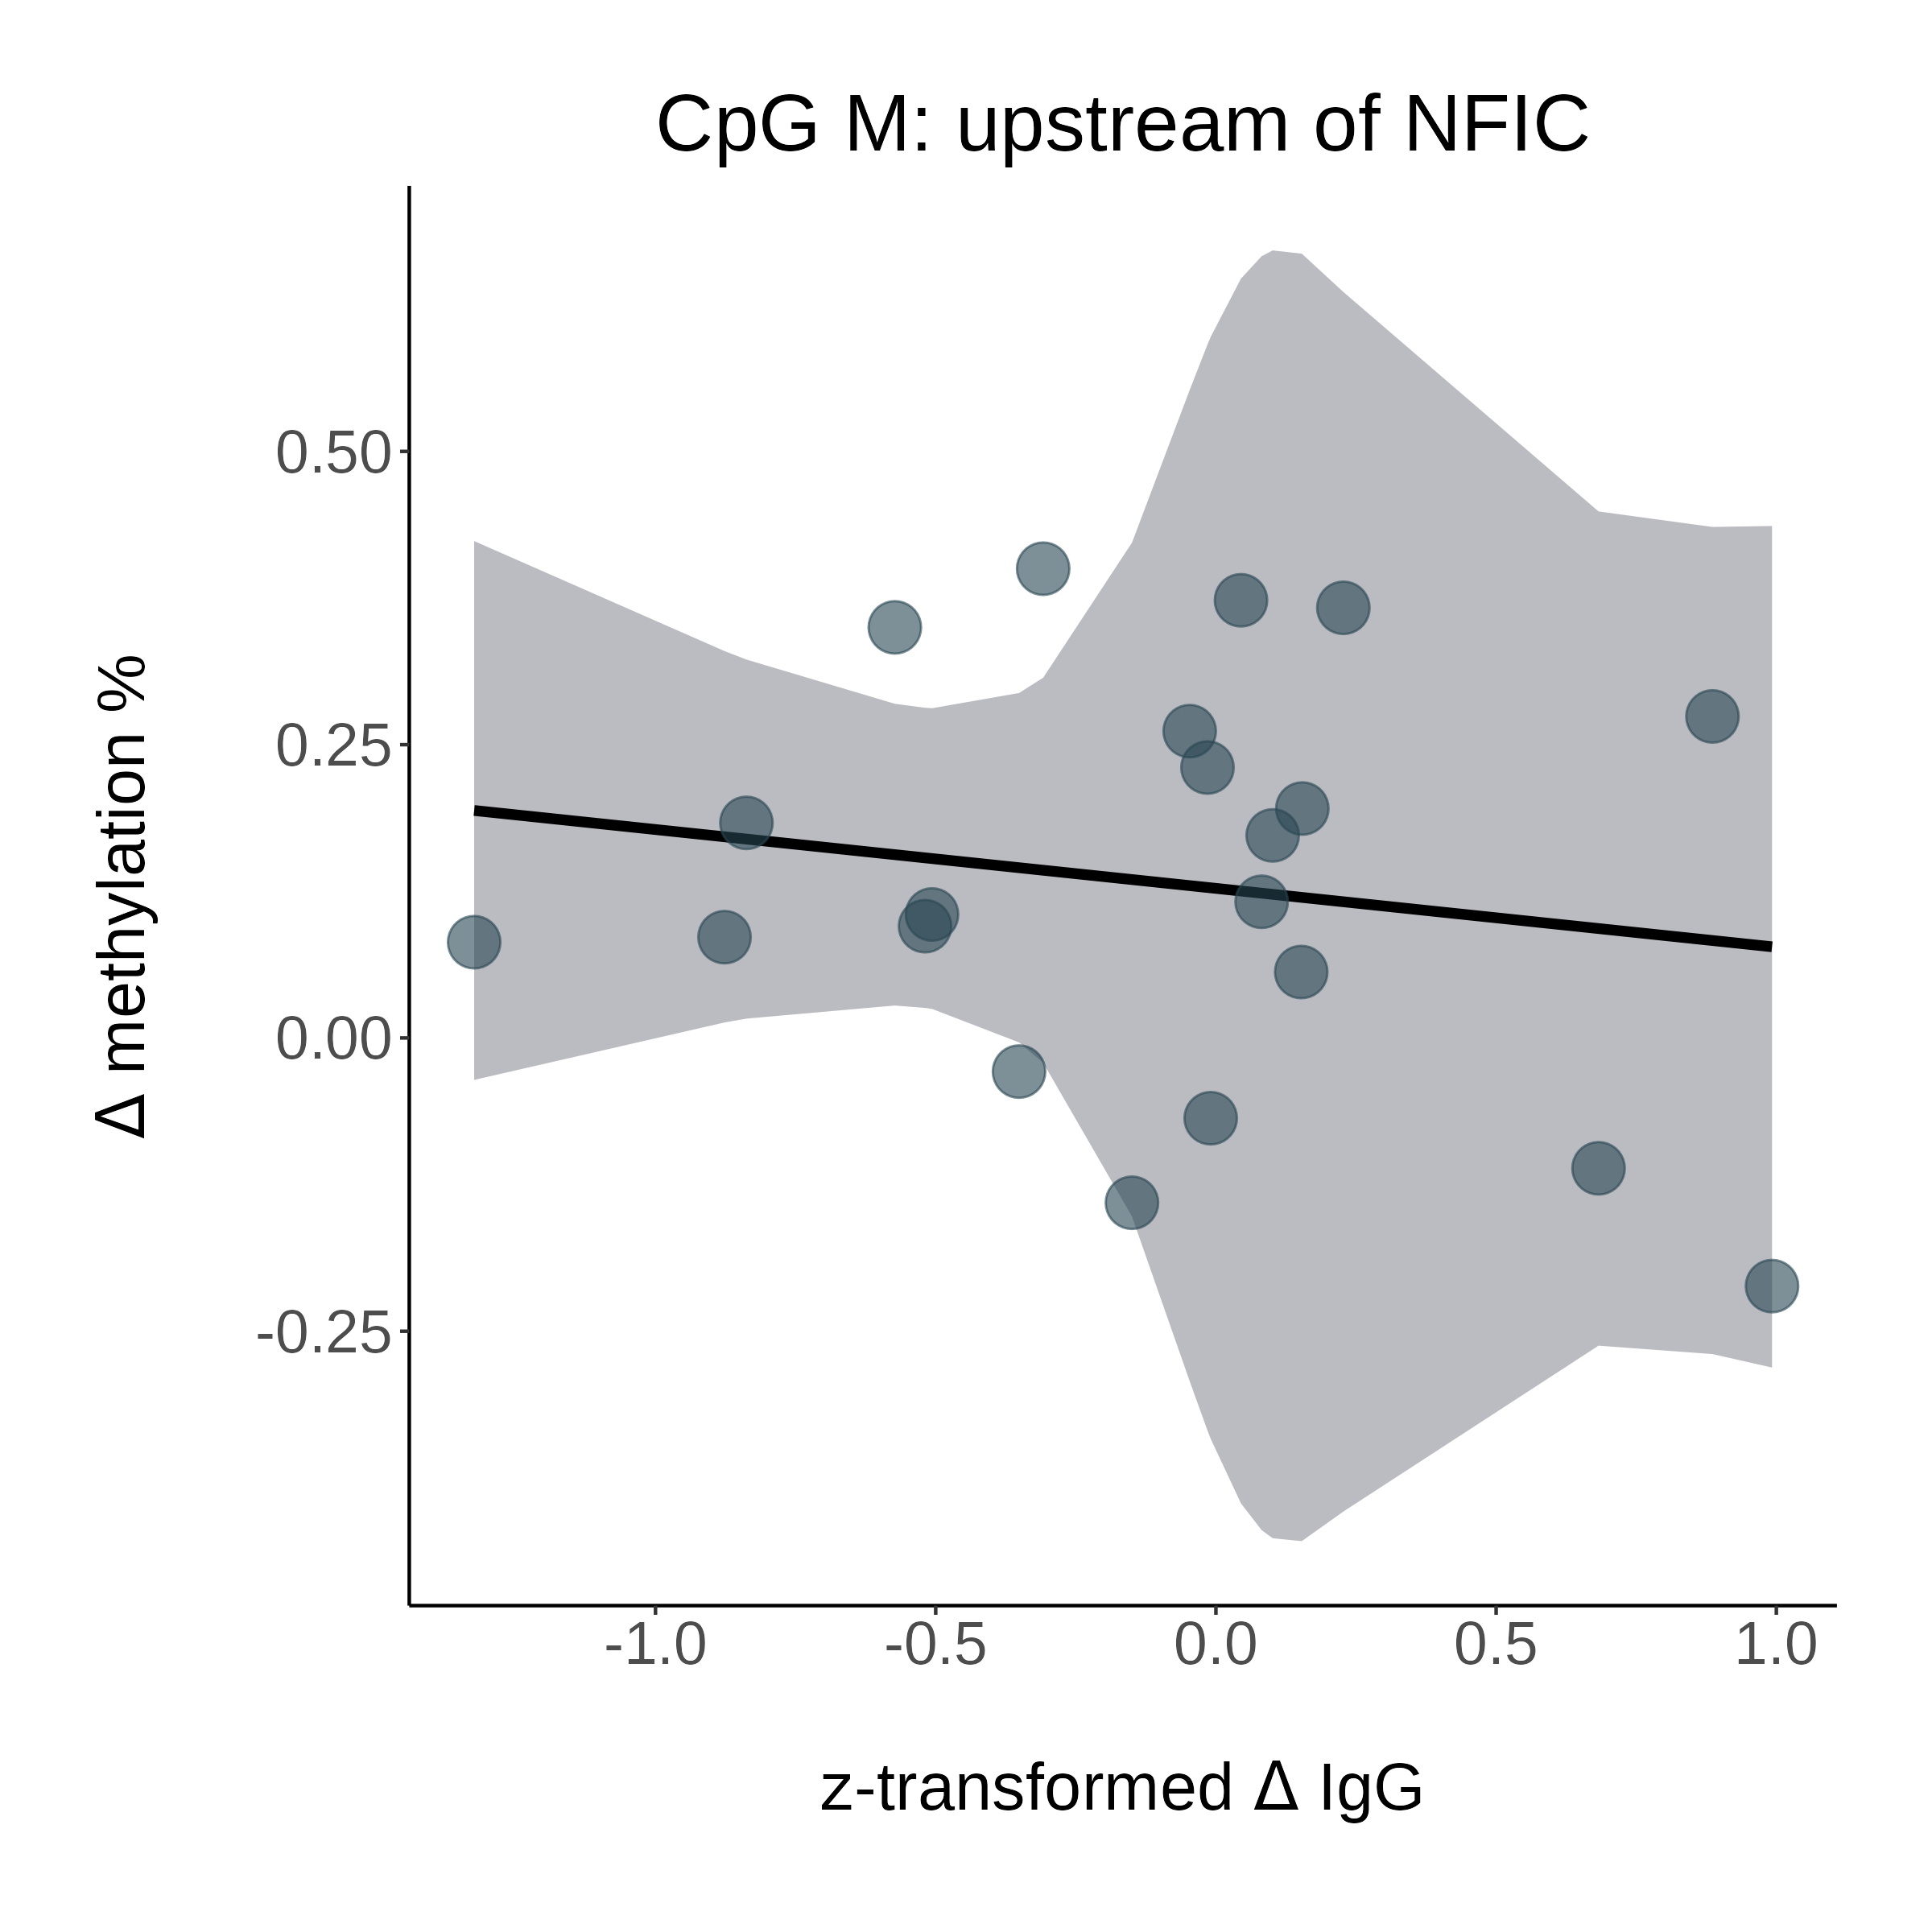 CpG M: upstream of NFIC
Δ methylation %
0.50
0.25
0.00
-0.25
-1.0 -0.5 0.0 0.5 1.0
z-transformed Δ IgG